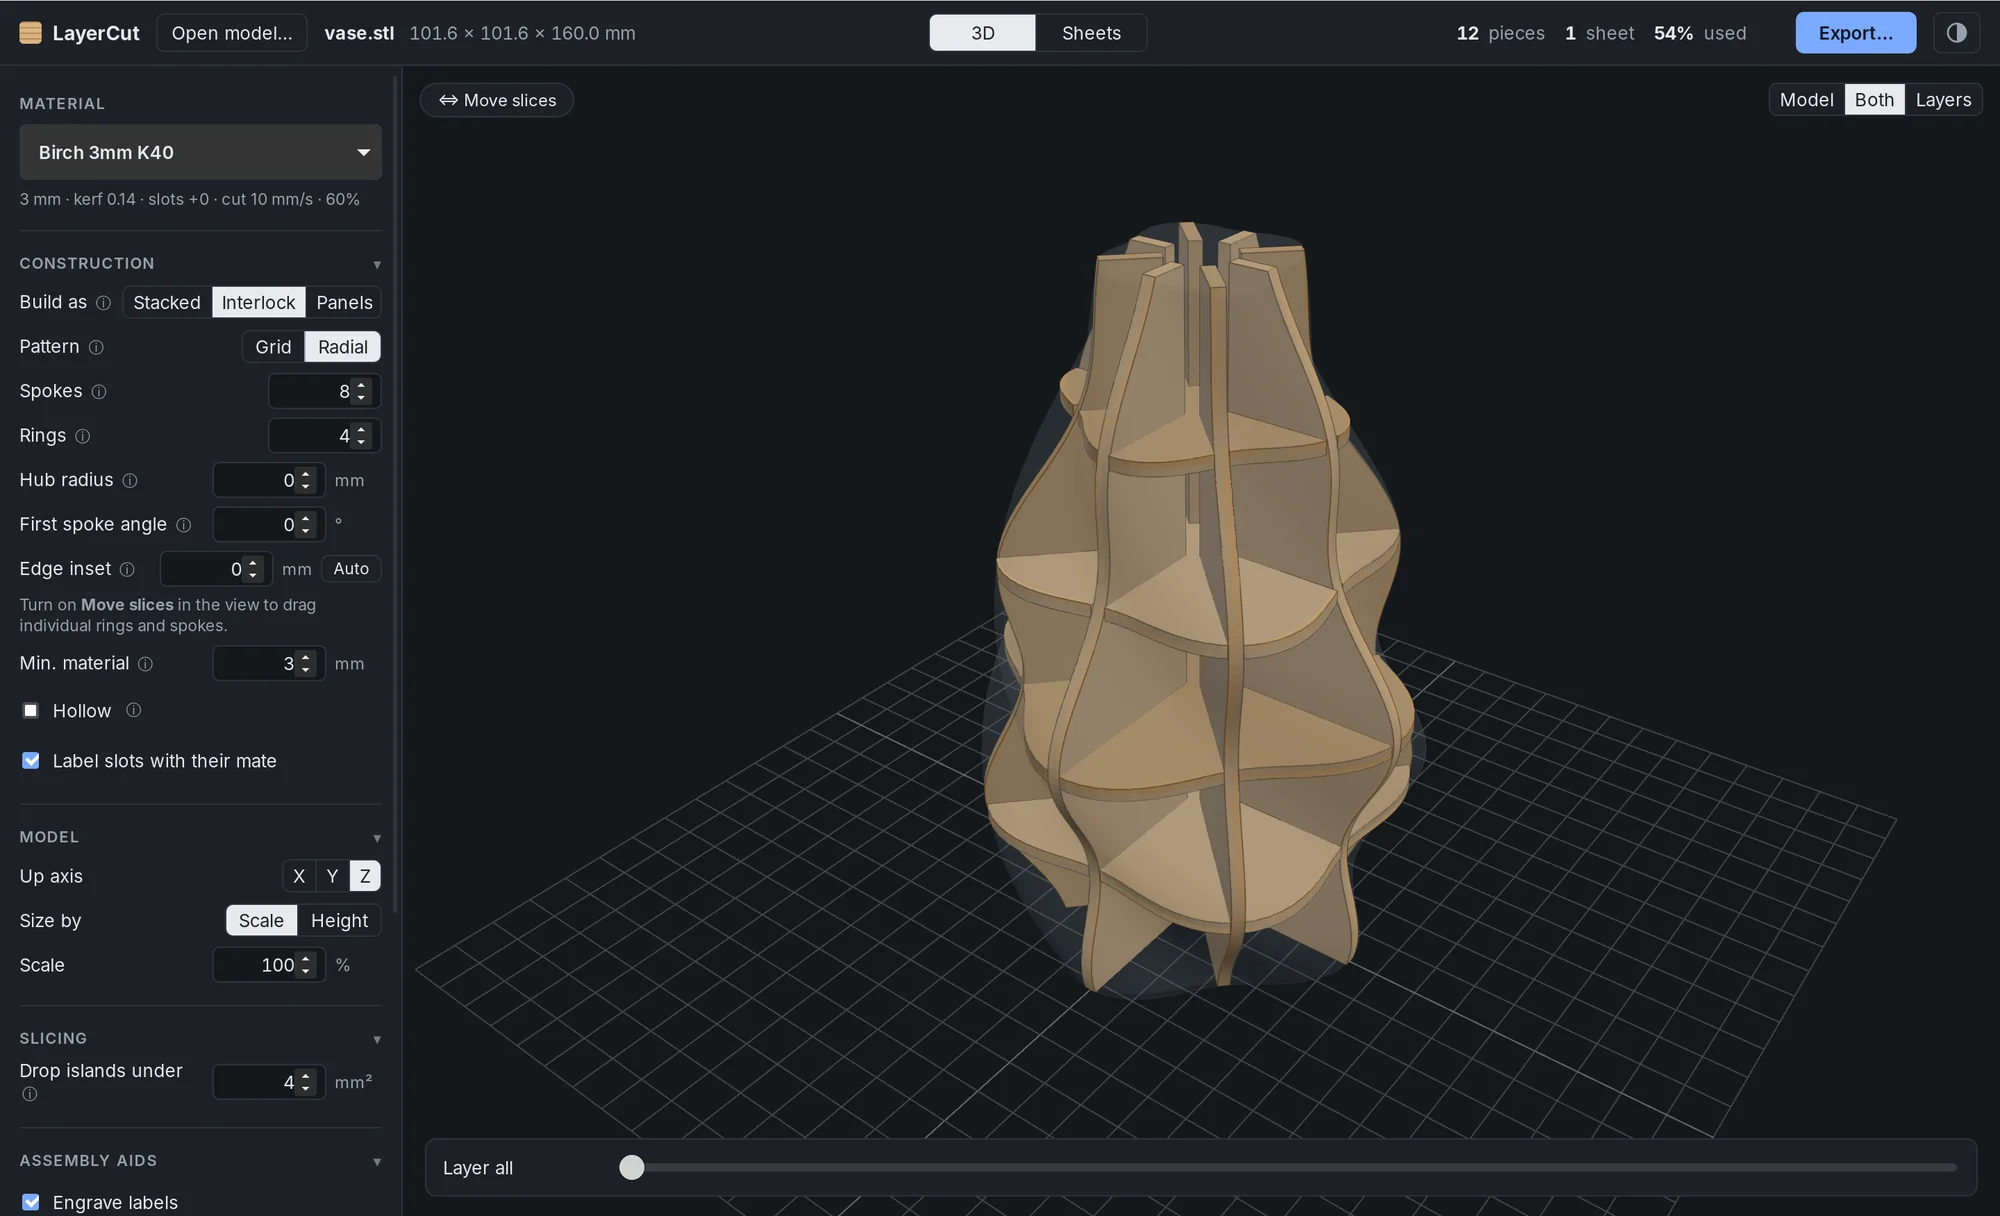 LayerCut Open model... vase.stl 101.6 × 101.6 × 160.0 mm 3D Sheets 12 pieces 1 sheet 54% used Export...
MATERIAL
Birch 3mm K40
3 mm · kerf 0.14 · slots +0 · cut 10 mm/s · 60%
CONSTRUCTION
Build as Stacked Interlock Panels
Pattern Grid Radial
Spokes 8
Rings 4
Hub radius 0 mm
First spoke angle 0 °
Edge inset 0 mm Auto
Turn on Move slices in the view to drag
individual rings and spokes.
Min. material 3 mm
Hollow
Label slots with their mate
MODEL
Up axis X Y Z
Size by Scale Height
Scale 100 %
SLICING
Drop islands under 4 mm²
ASSEMBLY AIDS
Engrave labels
Move slices
Model Both Layers
Layer all